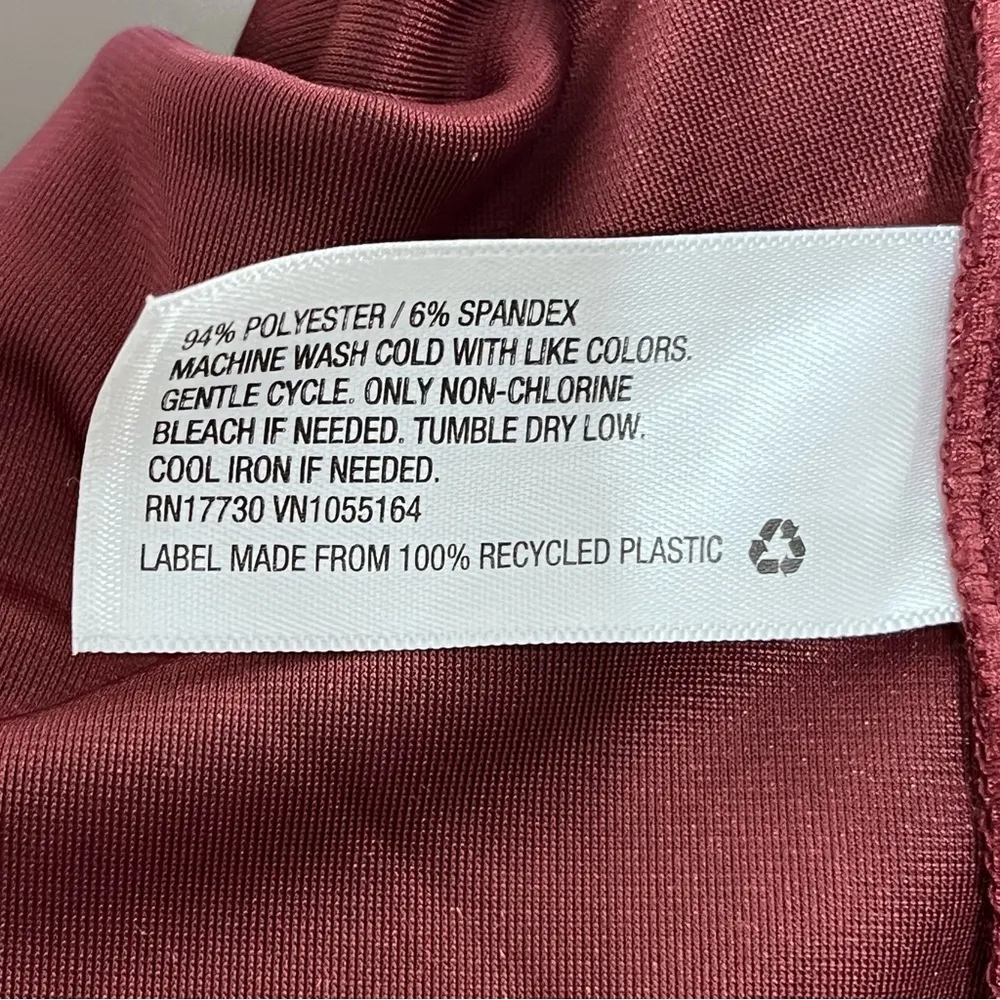 94% POLYESTER / 6% SPANDEX
MACHINE WASH COLD WITH LIKE COLORS.
GENTLE CYCLE. ONLY NON-CHLORINE
BLEACH IF NEEDED. TUMBLE DRY LOW.
COOL IRON IF NEEDED.
RN17730 VN1055164
LABEL MADE FROM 100% RECYCLED PLASTIC